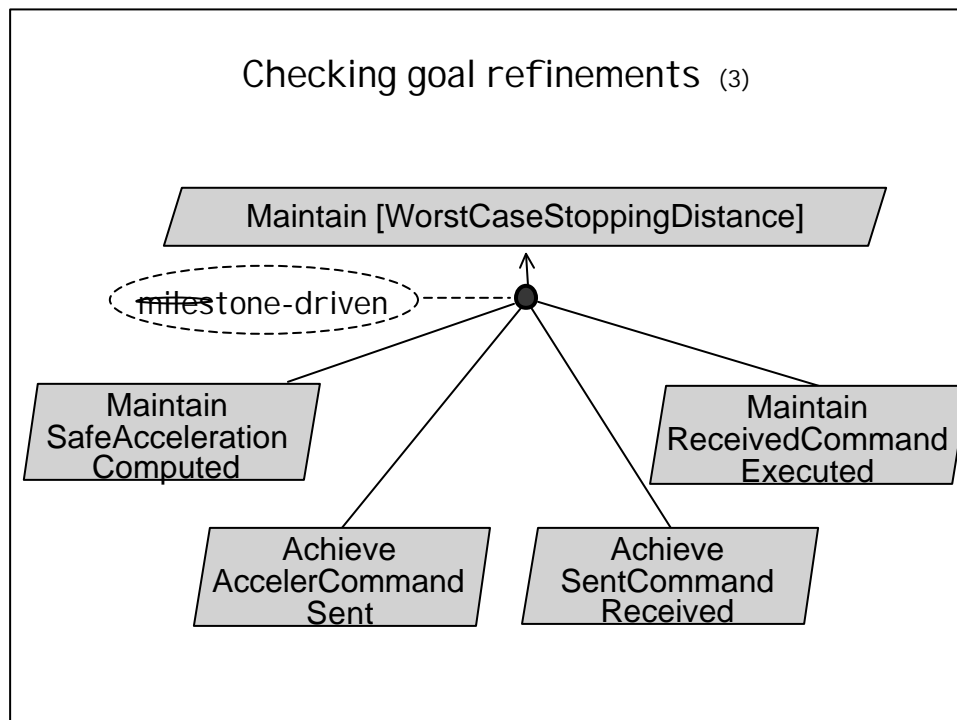 Checking goal refinements (3)
Maintain [WorstCaseStoppingDistance]
milestone-driven
Maintain
SafeAcceleration
Computed
Maintain
ReceivedCommand
Executed
Achieve
AccelerCommand
Sent
Achieve
SentCommand
Received